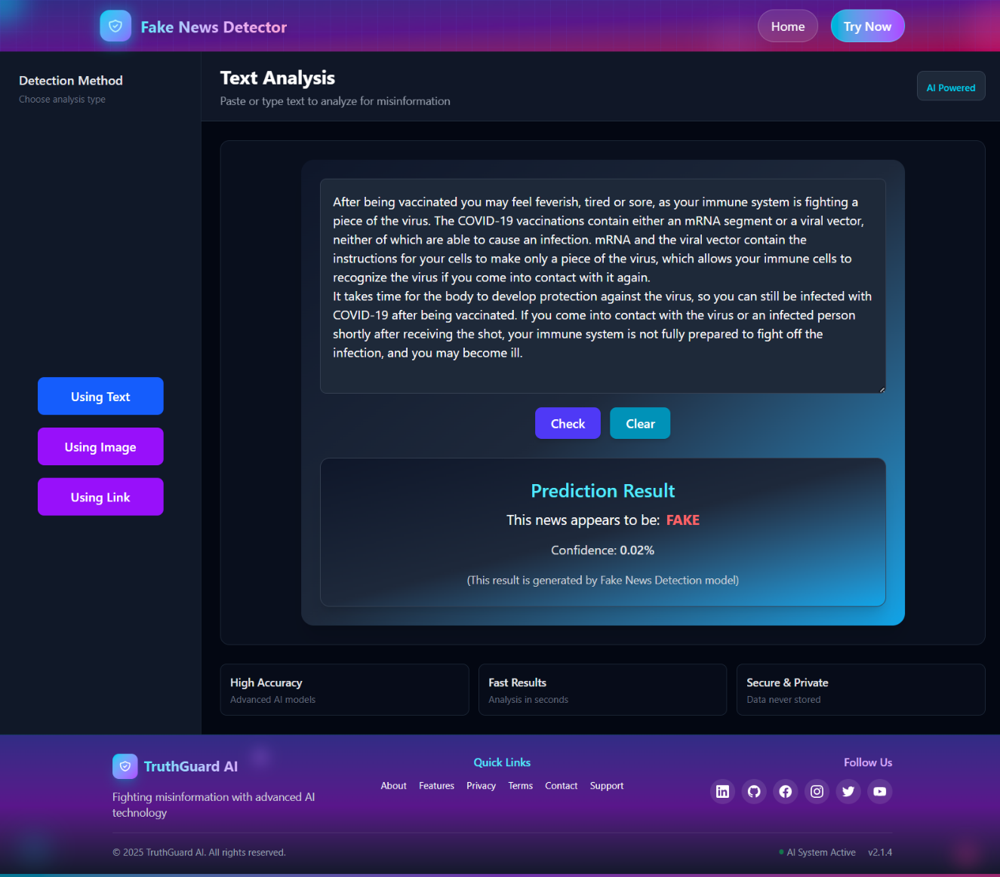 Fake News Detector
Home
Try Now
Detection Method
Choose analysis type
Using Text
Using Image
Using Link
Text Analysis
Paste or type text to analyze for misinformation
AI Powered
After being vaccinated you may feel feverish, tired or sore, as your immune system is fighting a
piece of the virus. The COVID-19 vaccinations contain either an mRNA segment or a viral vector,
neither of which are able to cause an infection. mRNA and the viral vector contain the
instructions for your cells to make only a piece of the virus, which allows your immune cells to
recognize the virus if you come into contact with it again.
It takes time for the body to develop protection against the virus, so you can still be infected with
COVID-19 after being vaccinated. If you come into contact with the virus or an infected person
shortly after receiving the shot, your immune system is not fully prepared to fight off the
infection, and you may become ill.
Check
Clear
Prediction Result
This news appears to be: FAKE
Confidence: 0.02%
(This result is generated by Fake News Detection model)
High Accuracy
Advanced AI models
Fast Results
Analysis in seconds
Secure & Private
Data never stored
TruthGuard AI
Fighting misinformation with advanced AI
technology
Quick Links
About Features Privacy Terms Contact Support
Follow Us
© 2025 TruthGuard AI. All rights reserved.
AI System Active v2.1.4